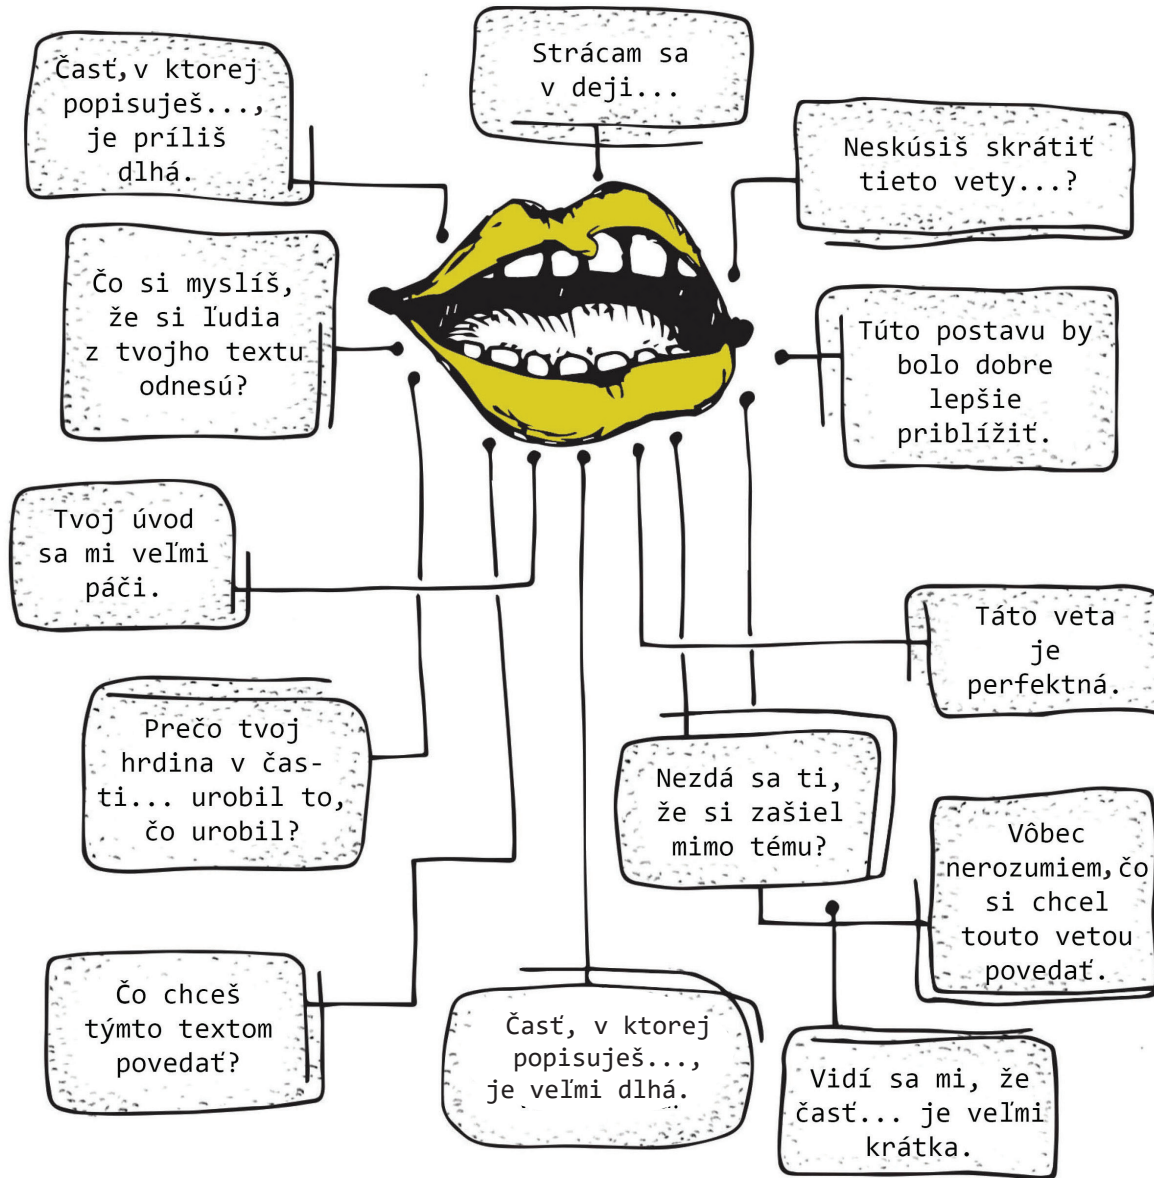 Časť, v ktorej
popisuješ...,
je príliš
dlhá.
Strácam sa
v deji...
Neskúsiš skrátiť
tieto vety...?
Čo si myslíš,
že si ľudia
z tvojho textu
odnesú?
Túto postavu by
bolo dobre
lepšie
priblížiť.
Tvoj úvod
sa mi veľmi
páči.
Táto veta
je
perfektná.
Prečo tvoj
hrdina v čas-
ti... urobil to,
čo urobil?
Nezdá sa ti,
že si zašiel
mimo tému?
Vôbec
nerozumiem, čo
si chcel
touto vetou
povedať.
Čo chceš
týmto textom
povedať?
Časť, v ktorej
popisuješ...,
je veľmi dlhá.
Vidí sa mi, že
časť... je veľmi
krátka.